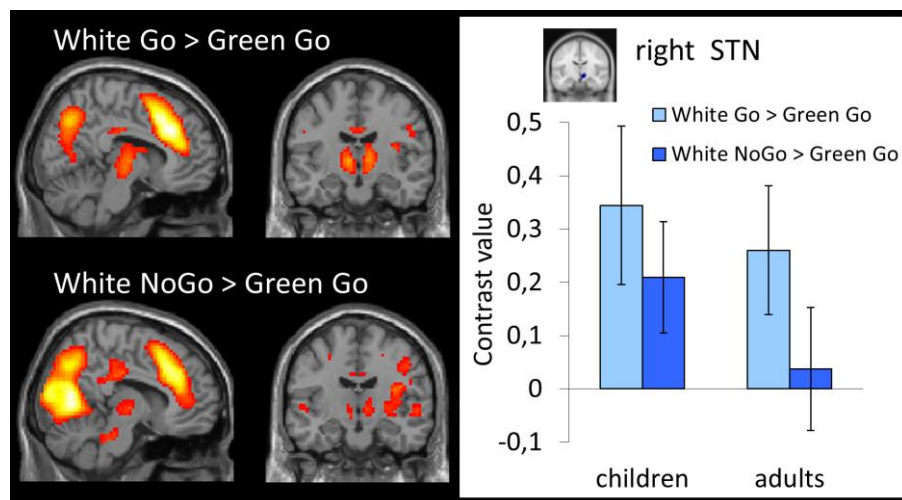 White Go > Green Go
White NoGo > Green Go
right STN
White Go > Green Go
White NoGo > Green Go
Contrast value
0,5
0,4
0,3
0,2
0,1
0
-0,1
children
adults